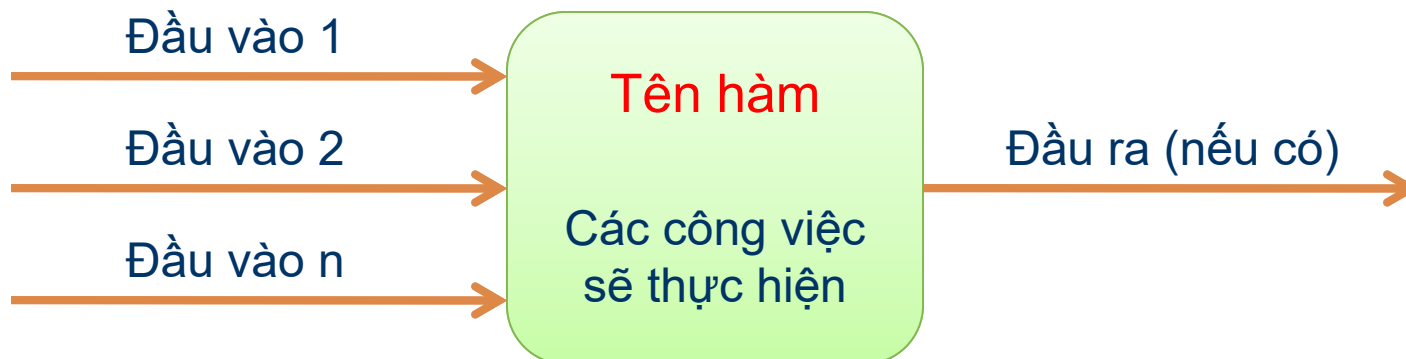 Đầu vào 1
Đầu vào 2
Đầu vào n
Tên hàm
Các công việc
sẽ thực hiện
Đầu ra (nếu có)